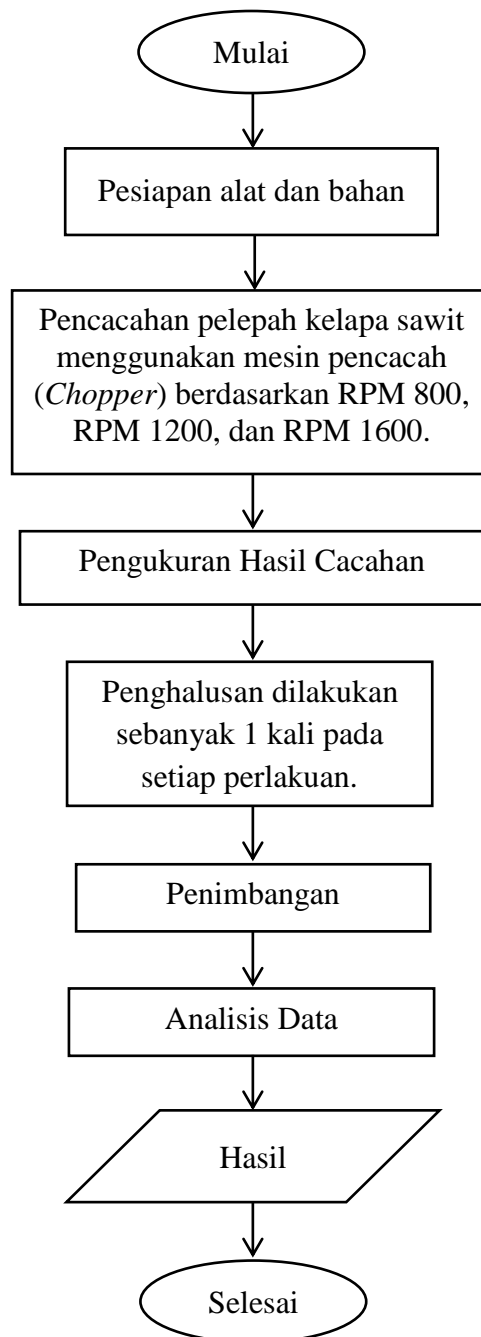 Mulai
Pesiapan alat dan bahan
Pencacahan pelepah kelapa sawit
menggunakan mesin pencacah
(Chopper) berdasarkan RPM 800,
RPM 1200, dan RPM 1600.
Pengukuran Hasil Cacahan
Penghalusan dilakukan
sebanyak 1 kali pada
setiap perlakuan.
Penimbangan
Analisis Data
Hasil
Selesai